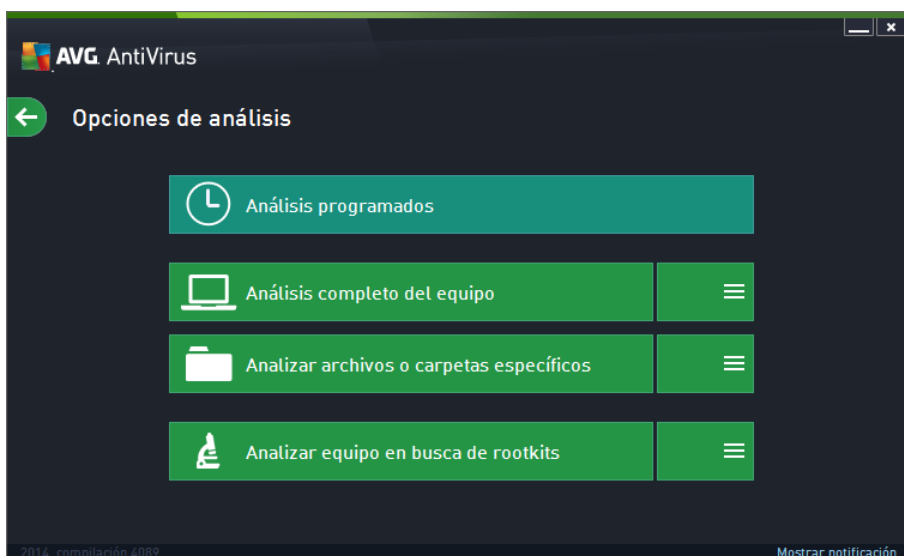 AVG. AntiVirus
Opciones de análisis
Análisis programados
Análisis completo del equipo
Analizar archivos o carpetas específicos
Analizar equipo en busca de rootkits
2014, compilación 4089
Mostrar notificación